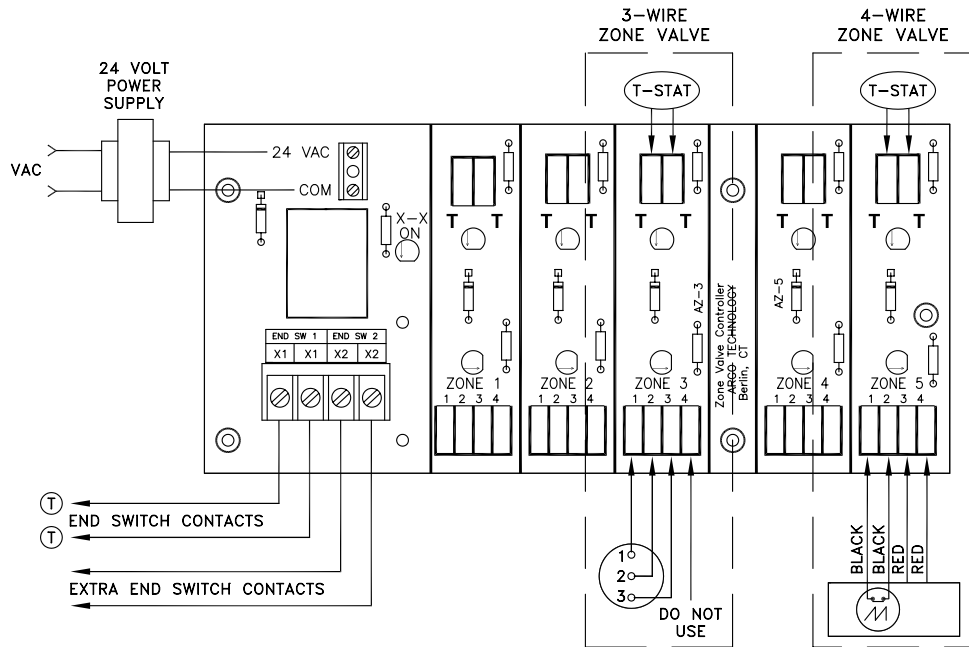 3-WIRE
ZONE VALVE
4-WIRE
ZONE VALVE
24 VOLT
POWER
SUPPLY
T-STAT
T-STAT
VAC
24 VAC
COM
X-X
ON
T T
T T
T T
T T
T T
AZ-3
AZ-5
Zone Valve Controller
ARGO TECHNOLOGY
Berlin, CT
END SW 1
END SW 2
X1
X1
X2
X2
ZONE 1
1 2 3 4
ZONE 2
1 2 3 4
ZONE 3
1 2 3 4
ZONE 4
1 2 3 4
ZONE 5
1 2 3 4
T
END SWITCH CONTACTS
T
EXTRA END SWITCH CONTACTS
1
2
3
DO NOT
USE
BLACK
BLACK
RED
RED